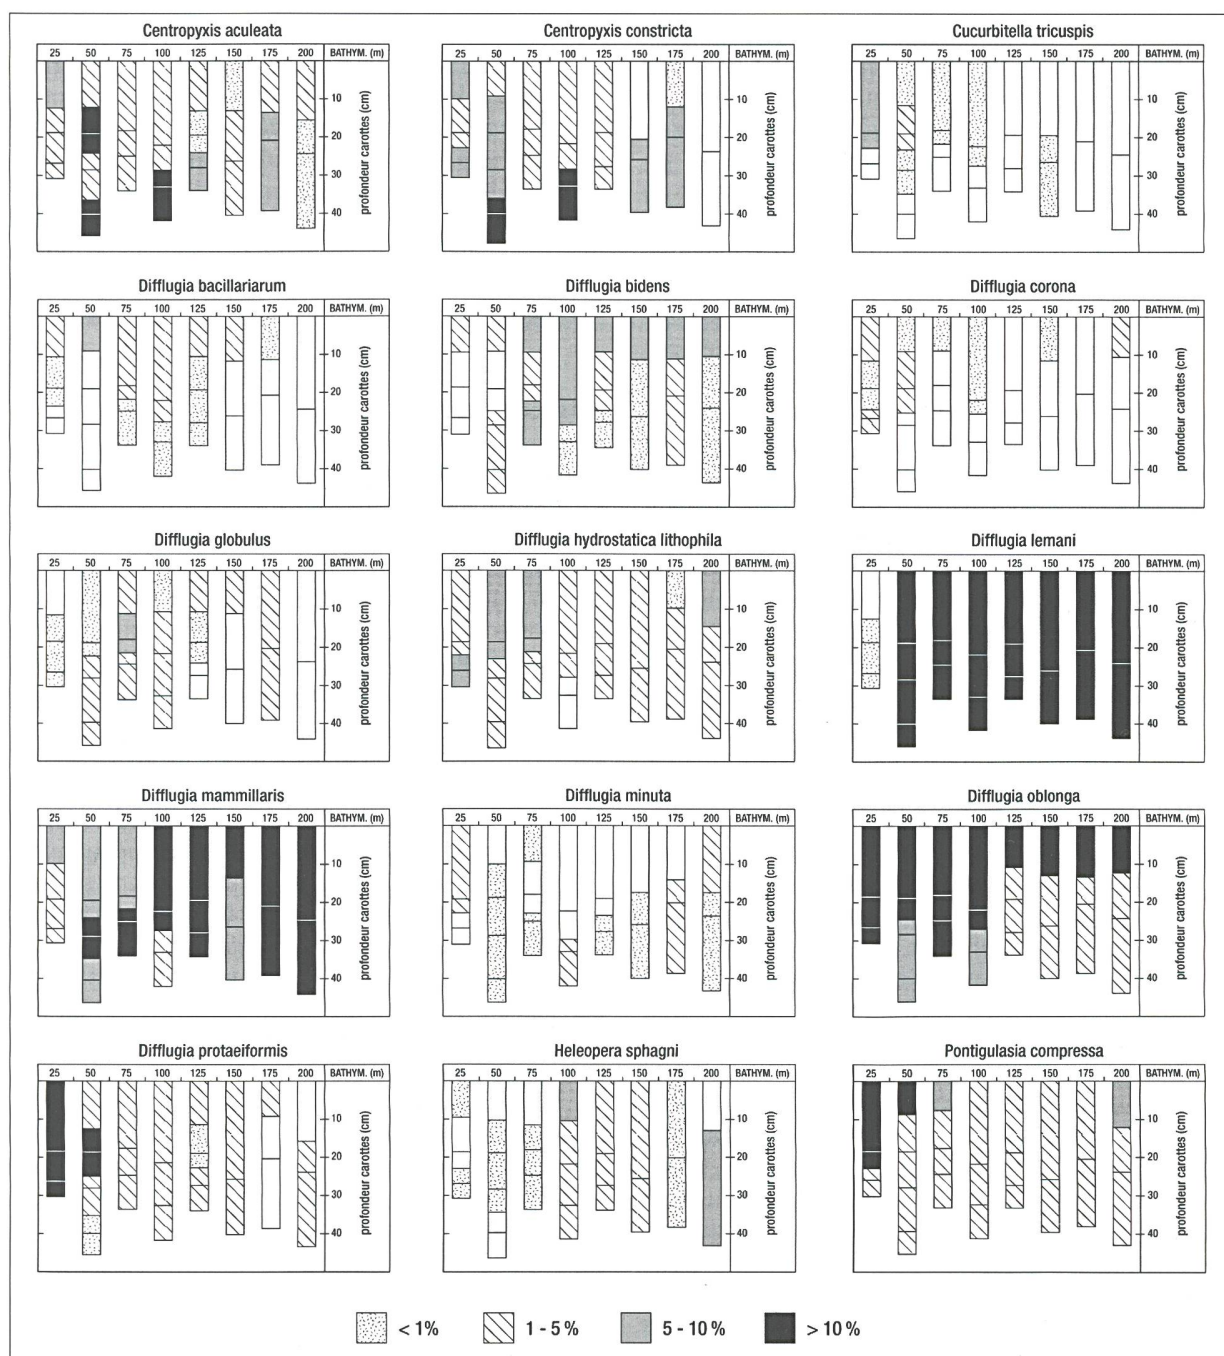 Centropyxis aculeata
25 50 75 100 125 150 175 200 BATHYM. (m)
10
20
30
40
profondeur carottes (cm)
Centropyxis constricta
25 50 75 100 125 150 175 200 BATHYM. (m)
10
20
30
40
profondeur carottes (cm)
Cucurbitella tricuspis
25 50 75 100 125 150 175 200 BATHYM. (m)
10
20
30
40
profondeur carottes (cm)
Difflugia bacillariarum
25 50 75 100 125 150 175 200 BATHYM. (m)
10
20
30
40
profondeur carottes (cm)
Difflugia bidens
25 50 75 100 125 150 175 200 BATHYM. (m)
10
20
30
40
profondeur carottes (cm)
Difflugia corona
25 50 75 100 125 150 175 200 BATHYM. (m)
10
20
30
40
profondeur carottes (cm)
Difflugia globulus
25 50 75 100 125 150 175 200 BATHYM. (m)
10
20
30
40
profondeur carottes (cm)
Difflugia hydrostatica lithophila
25 50 75 100 125 150 175 200 BATHYM. (m)
10
20
30
40
profondeur carottes (cm)
Difflugia lemani
25 50 75 100 125 150 175 200 BATHYM. (m)
10
20
30
40
profondeur carottes (cm)
Difflugia mammillaris
25 50 75 100 125 150 175 200 BATHYM. (m)
10
20
30
40
profondeur carottes (cm)
Difflugia minuta
25 50 75 100 125 150 175 200 BATHYM. (m)
10
20
30
40
profondeur carottes (cm)
Difflugia oblonga
25 50 75 100 125 150 175 200 BATHYM. (m)
10
20
30
40
profondeur carottes (cm)
Difflugia protaeiformis
25 50 75 100 125 150 175 200 BATHYM. (m)
10
20
30
40
profondeur carottes (cm)
Heleopera sphagni
25 50 75 100 125 150 175 200 BATHYM. (m)
10
20
30
40
profondeur carottes (cm)
Pontigulasia compressa
25 50 75 100 125 150 175 200 BATHYM. (m)
10
20
30
40
profondeur carottes (cm)
< 1% 1 - 5 % 5 - 10 % > 10 %